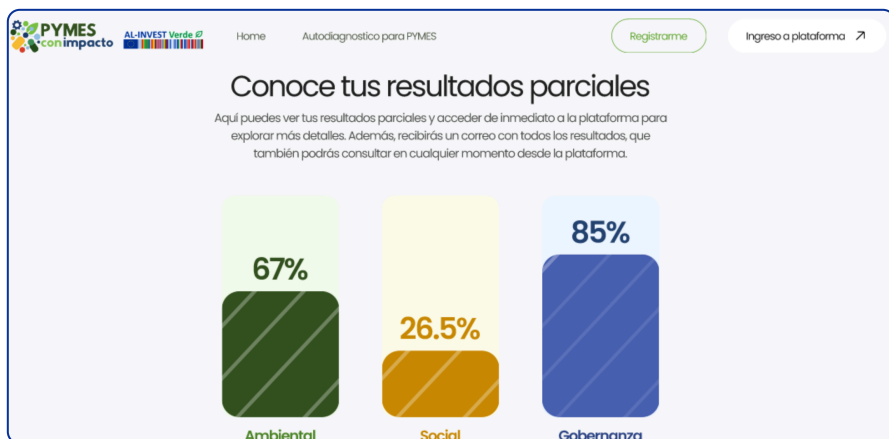 PYMES
con impacto
AL-INVEST Verde
Home
Autodiagnostico para PYMES
Registrarme
Ingreso a plataforma
Conoce tus resultados parciales
Aquí puedes ver tus resultados parciales y acceder de inmediato a la plataforma para
explorar más detalles. Además, recibirás un correo con todos los resultados, que
también podrás consultar en cualquier momento desde la plataforma.
67%
26.5%
85%
Ambiental
Social
Gobernanza